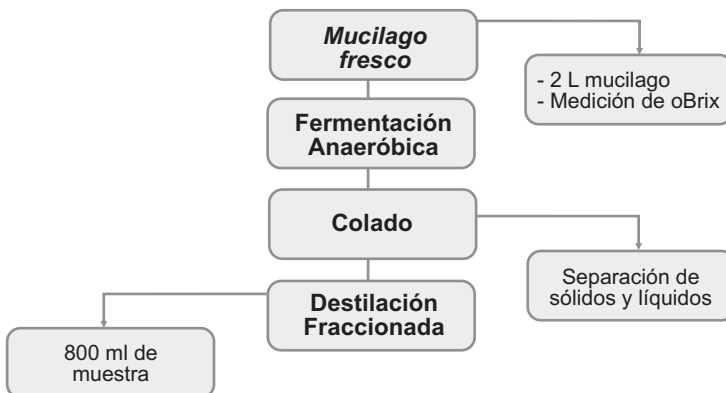 Mucilago
fresco
- 2 L mucilago
- Medición de oBrix
Fermentación
Anaeróbica
Colado
Separación de
sólidos y líquidos
Destilación
Fraccionada
800 ml de
muestra